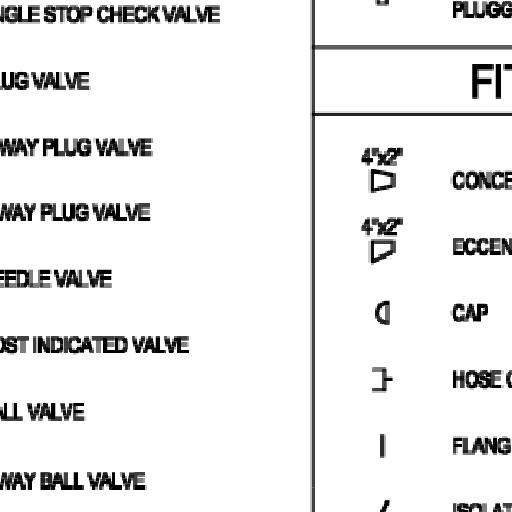 NGLE STOP CHECK VALVE
LUG VALVE
WAY PLUG VALVE
WAY PLUG VALVE
EEDLE VALVE
OST INDICATED VALVE
ALL VALVE
WAY BALL VALVE
PLUGG
FIT
4"x2"
CONCE
4"x2"
ECCEN
CAP
HOSE C
FLANG
ISOLAT